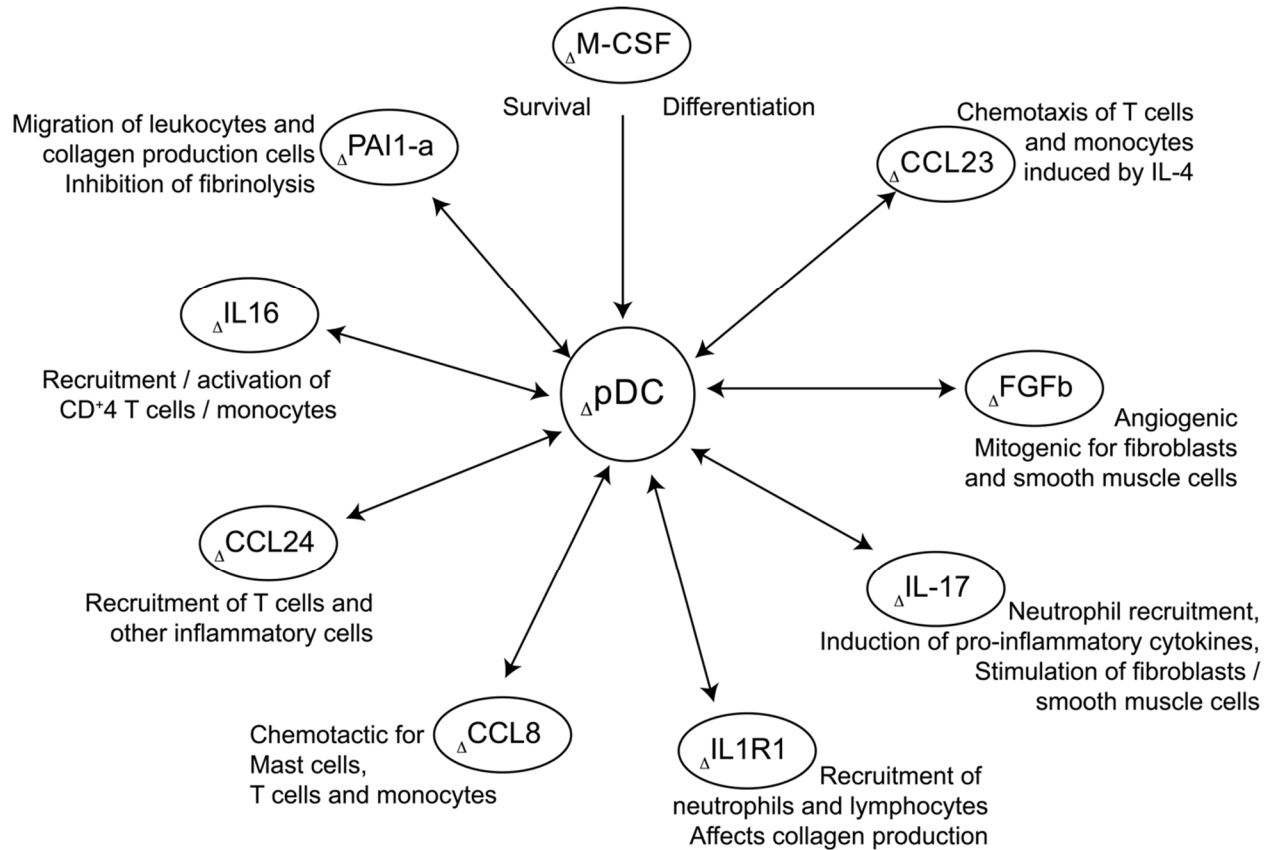 ΔM-CSF
Survival
Differentiation
Migration of leukocytes and
collagen production cells
Inhibition of fibrinolysis
ΔPAI1-a
Chemotaxis of T cells
and monocytes
induced by IL-4
ΔCCL23
ΔIL16
Recruitment / activation of
CD⁺4 T cells / monocytes
ΔpDC
ΔFGFb
Angiogenic
Mitogenic for fibroblasts
and smooth muscle cells
ΔCCL24
Recruitment of T cells and
other inflammatory cells
ΔIL-17
Neutrophil recruitment,
Induction of pro-inflammatory cytokines,
Stimulation of fibroblasts /
smooth muscle cells
Chemotactic for
Mast cells,
T cells and monocytes
ΔCCL8
ΔIL1R1
Recruitment of
neutrophils and lymphocytes
Affects collagen production